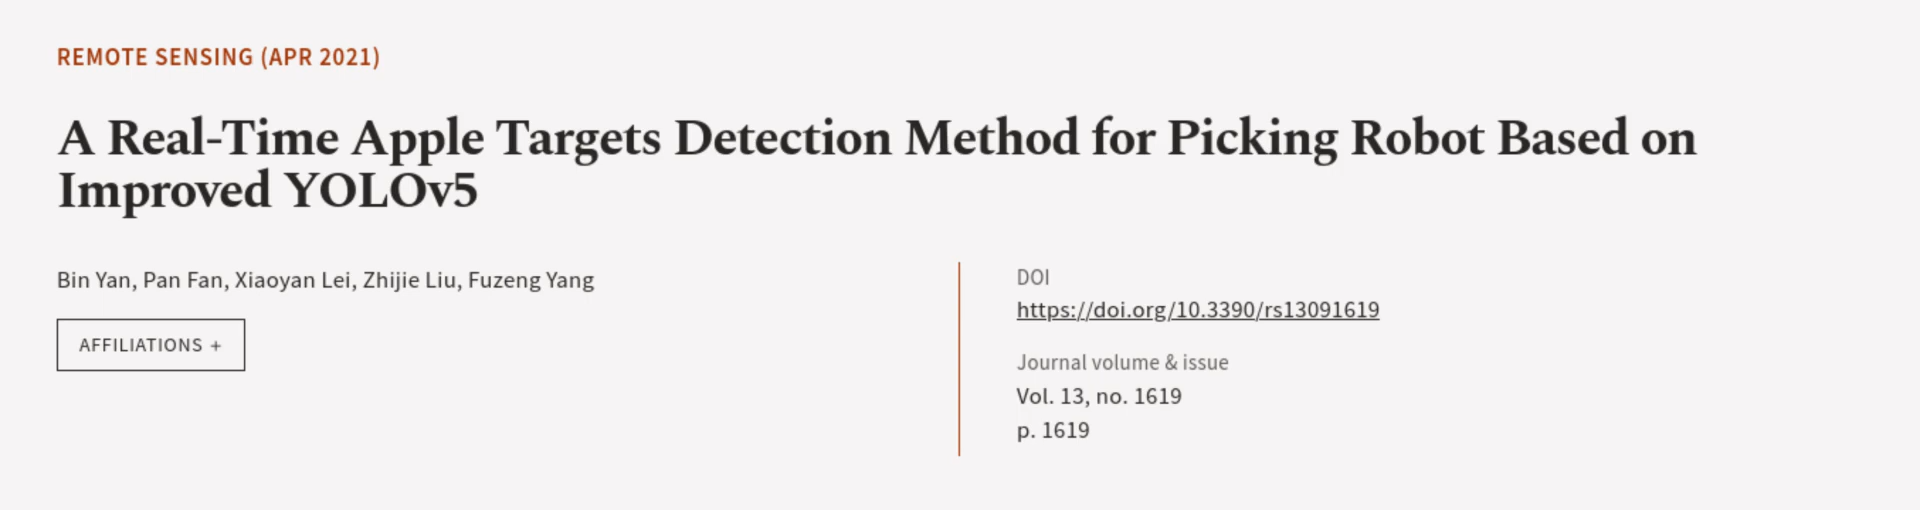 REMOTE SENSING (APR 2021)
A Real-Time Apple Targets Detection Method for Picking Robot Based on
Improved YOLOv5
Bin Yan, Pan Fan, Xiaoyan Lei, Zhijie Liu, Fuzeng Yang
AFFILIATIONS +
DOI
https://doi.org/10.3390/rs13091619
Journal volume & issue
Vol. 13, no. 1619
p. 1619